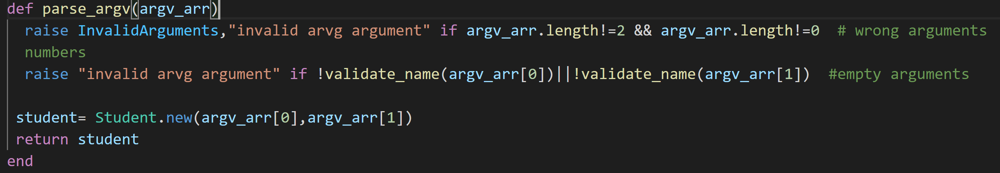 def parse_argv(argv_arr)
  raise InvalidArguments,"invalid arvg argument" if argv_arr.length!=2 && argv_arr.length!=0  # wrong arguments
  numbers
  raise "invalid arvg argument" if !validate_name(argv_arr[0])||!validate_name(argv_arr[1])  #empty arguments
 student= Student.new(argv_arr[0],argv_arr[1])
 return student
end